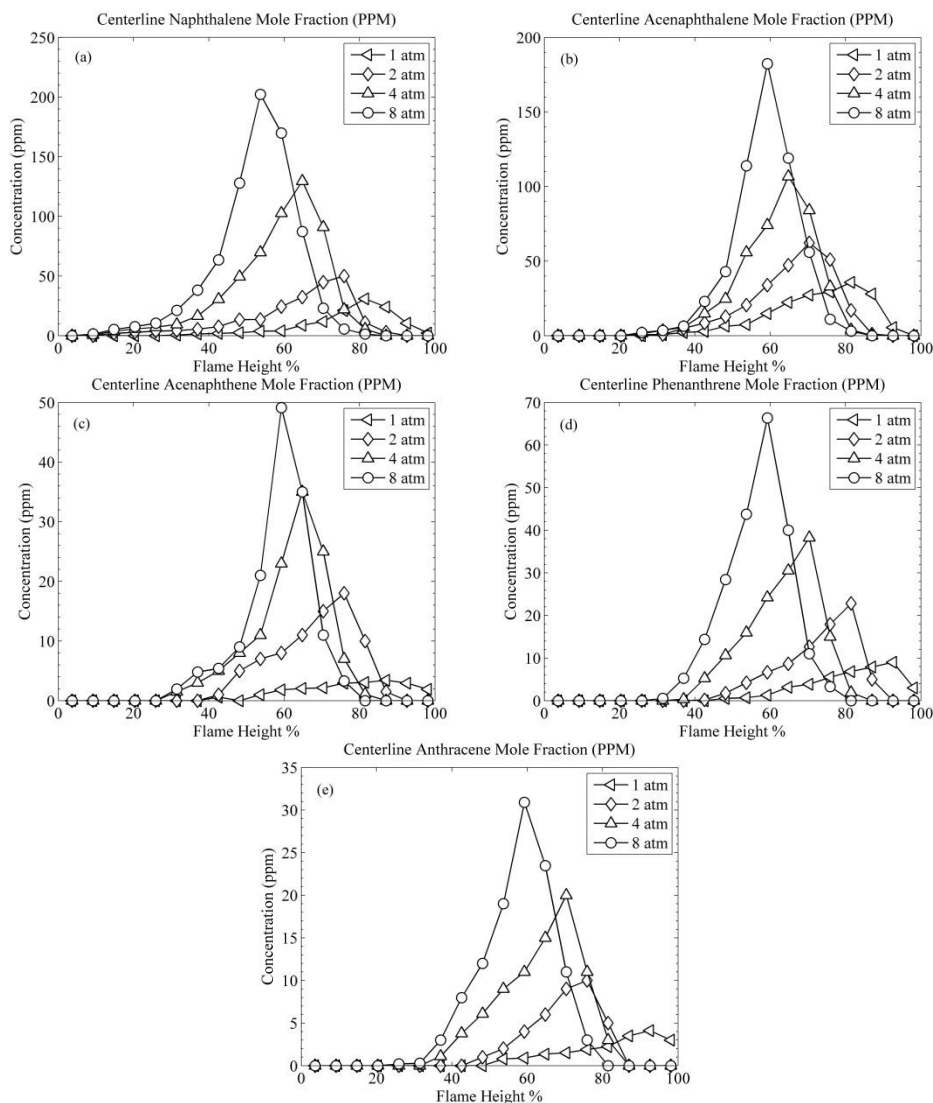 Centerline Naphthalene Mole Fraction (PPM)
250
200
150
100
50
0
Concentration (ppm)
(a)
1 atm
2 atm
4 atm
8 atm
0 20 40 60 80 100
Flame Height %
Centerline Acenaphthalene Mole Fraction (PPM)
200
150
100
50
0
Concentration (ppm)
(b)
1 atm
2 atm
4 atm
8 atm
0 20 40 60 80 100
Flame Height %
Centerline Acenaphthene Mole Fraction (PPM)
50
40
30
20
10
0
Concentration (ppm)
(c)
1 atm
2 atm
4 atm
8 atm
0 20 40 60 80 100
Flame Height %
Centerline Phenanthrene Mole Fraction (PPM)
70
60
50
40
30
20
10
0
Concentration (ppm)
(d)
1 atm
2 atm
4 atm
8 atm
0 20 40 60 80 100
Flame Height %
Centerline Anthracene Mole Fraction (PPM)
35
30
25
20
15
10
5
0
Concentration (ppm)
(e)
1 atm
2 atm
4 atm
8 atm
0 20 40 60 80 100
Flame Height %